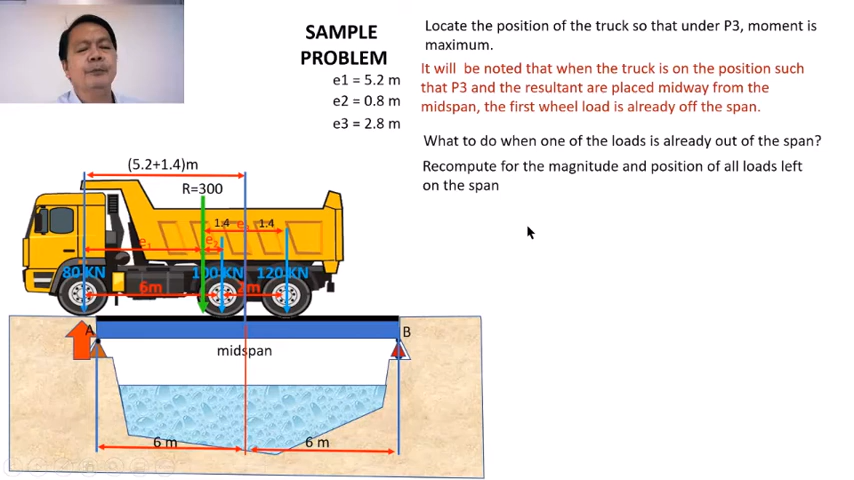 SAMPLE
PROBLEM
e1 = 5.2 m
e2 = 0.8 m
e3 = 2.8 m
Locate the position of the truck so that under P3, moment is
maximum.
It will be noted that when the truck is on the position such
that P3 and the resultant are placed midway from the
midspan, the first wheel load is already off the span.
What to do when one of the loads is already out of the span?
Recompute for the magnitude and position of all loads left
on the span
(5.2+1.4)m
R=300
1.4 1.4
e1
e2
80 KN 100 KN 120 KN
6m 2m
A B
midspan
6 m 6 m